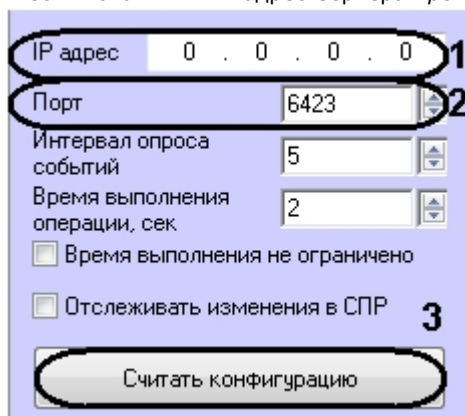 IP адрес 0 . 0 . 0 . 0 1
Порт 6423 2
Интервал опроса
событий 5
Время выполнения
операции, сек 2
Время выполнения не ограничено
Отслеживать изменения в СПР
3
Считать конфигурацию